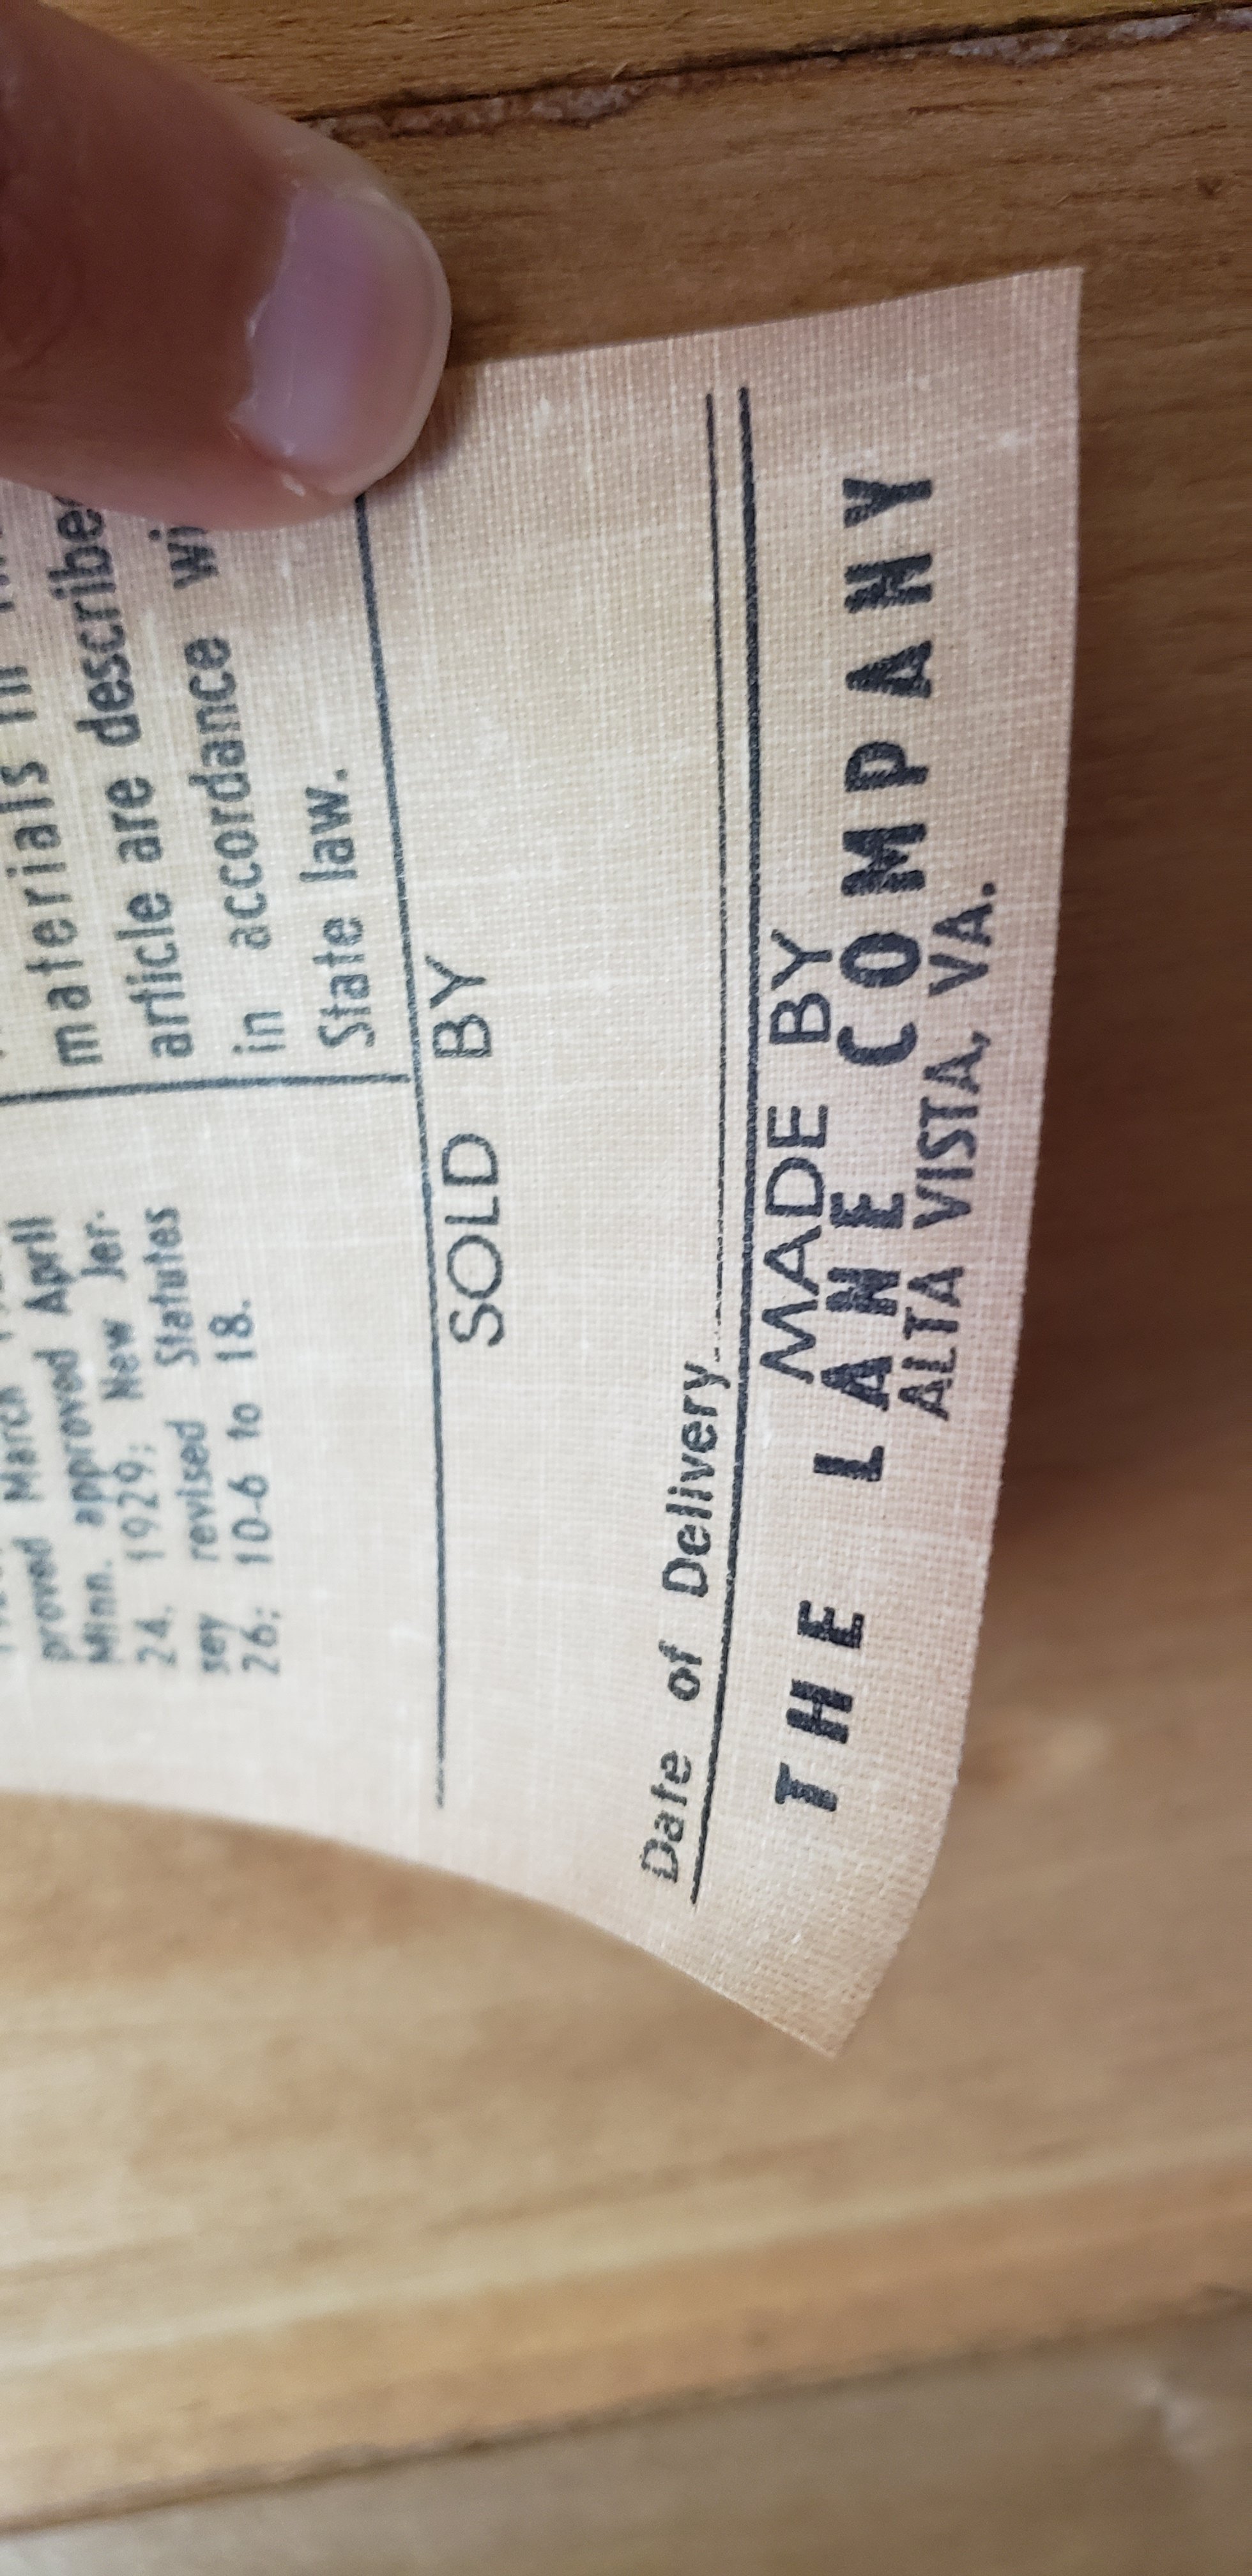 proved March
Minn. approved April
24, 1929; New Jer-
sey revised Statutes
26: 10-6 to 18.
materials in
article are
in accordance
State law.
SOLD BY
Date of Delivery
MADE BY
THE LANE COMPANY
ALTA VISTA, VA.